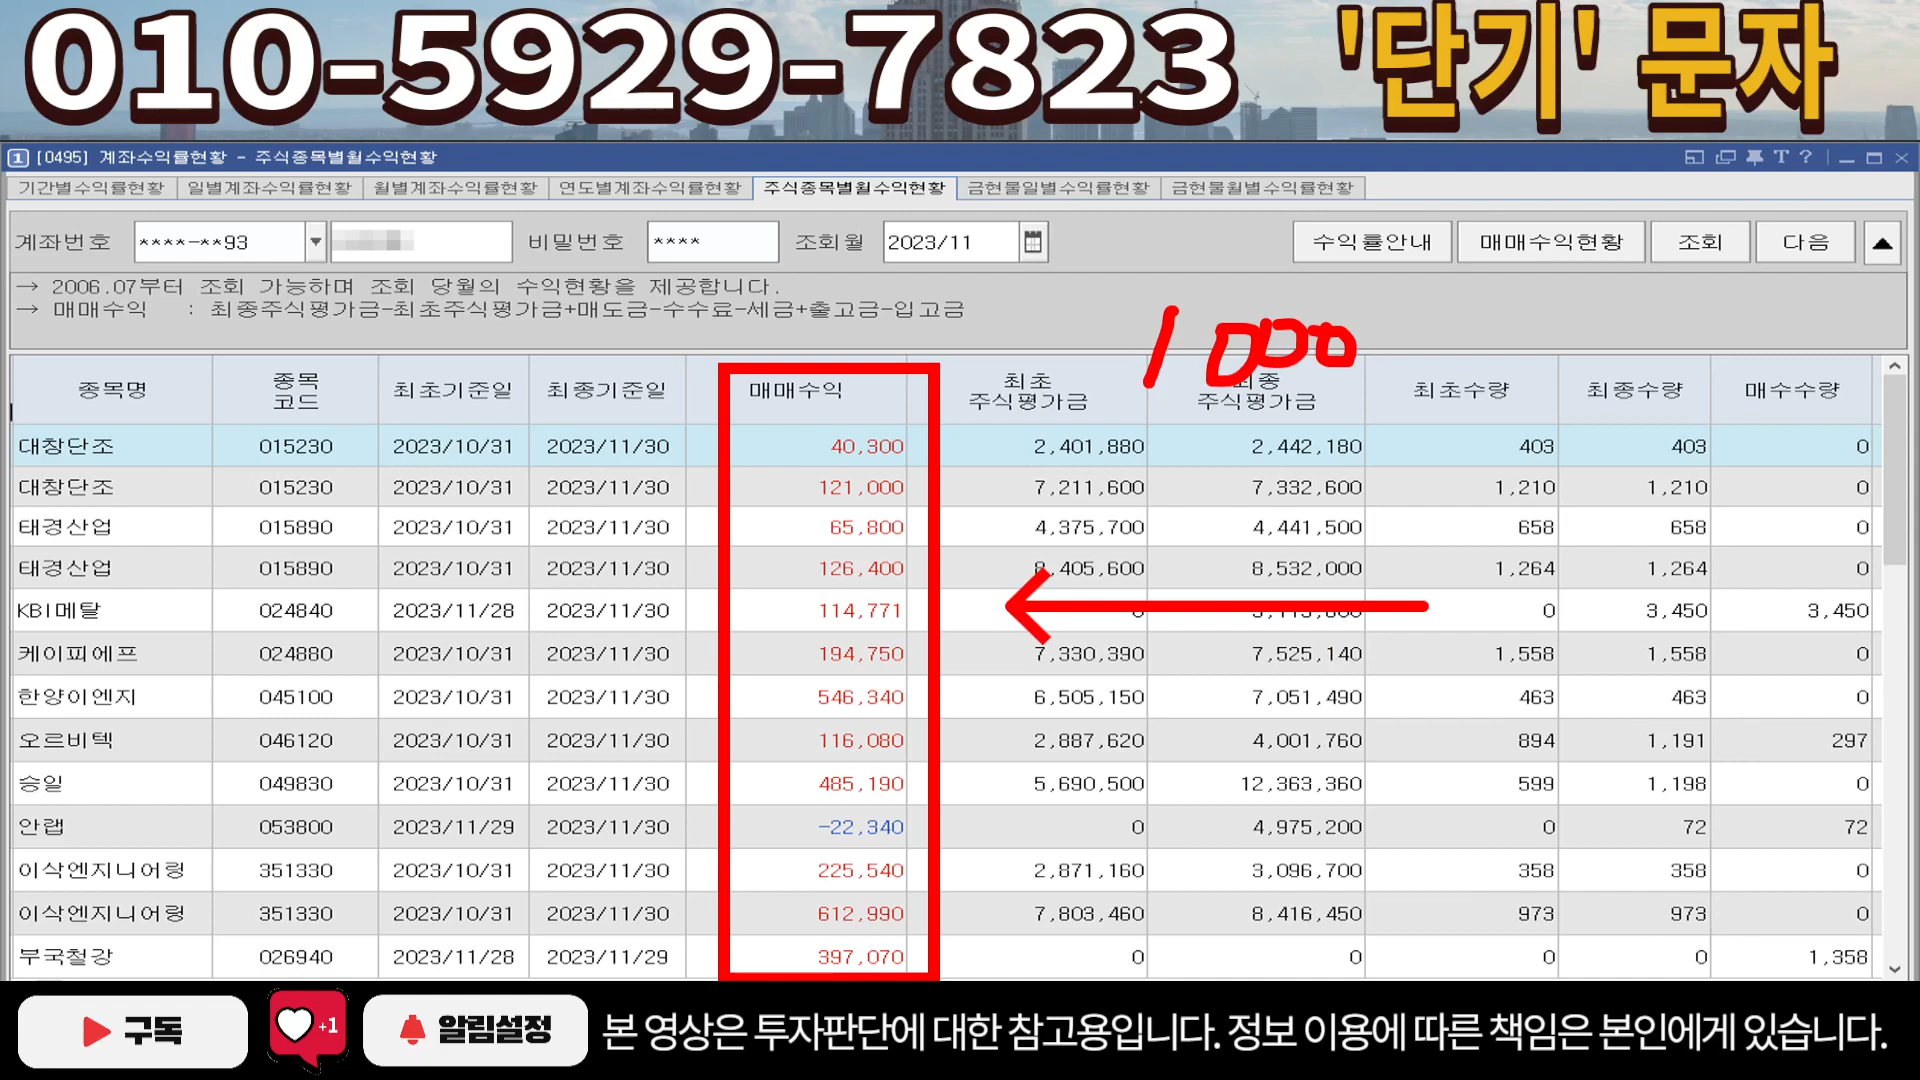 010-5929-7823 '단기' 문자
1 [0495] 계좌수익률현황 - 주식종목별월수익현황
기간별수익률현황 일별계좌수익률현황 월별계좌수익률현황 연도별계좌수익률현황 주식종목별월수익현황 금현물일별수익률현황 금현물월별수익률현황
계좌번호 ****-**93 비밀번호 **** 조회월 2023/11 수익률안내 매매수익현황 조회 다음
→ 2006.07부터 조회 가능하며 조회 당월의 수익현황을 제공합니다.
→ 매매수익 : 최종주식평가금-최초주식평가금+매도금-수수료-세금+출고금-입고금
1000
종목명 종목코드 최초기준일 최종기준일 매매수익 최초주식평가금 최종주식평가금 최초수량 최종수량 매수수량
대창단조 015230 2023/10/31 2023/11/30 40,300 2,401,880 2,442,180 403 403 0
대창단조 015230 2023/10/31 2023/11/30 121,000 7,211,600 7,332,600 1,210 1,210 0
태경산업 015890 2023/10/31 2023/11/30 65,800 4,375,700 4,441,500 658 658 0
태경산업 015890 2023/10/31 2023/11/30 126,400 8,405,600 8,532,000 1,264 1,264 0
KBI메탈 024840 2023/11/28 2023/11/30 114,771 0 0 3,450 3,450
케이피에프 024880 2023/10/31 2023/11/30 194,750 7,330,390 7,525,140 1,558 1,558 0
한양이엔지 045100 2023/10/31 2023/11/30 546,340 6,505,150 7,051,490 463 463 0
오르비텍 046120 2023/10/31 2023/11/30 116,080 2,887,620 4,001,760 894 1,191 297
승일 049830 2023/10/31 2023/11/30 485,190 5,690,500 12,363,360 599 1,198 0
안랩 053800 2023/11/29 2023/11/30 -22,340 0 4,975,200 0 72 72
이삭엔지니어링 351330 2023/10/31 2023/11/30 225,540 2,871,160 3,096,700 358 358 0
이삭엔지니어링 351330 2023/10/31 2023/11/30 612,990 7,803,460 8,416,450 973 973 0
부국철강 026940 2023/11/28 2023/11/29 397,070 0 0 0 0 1,358
구독 +1 알림설정 본 영상은 투자판단에 대한 참고용입니다. 정보 이용에 따른 책임은 본인에게 있습니다.